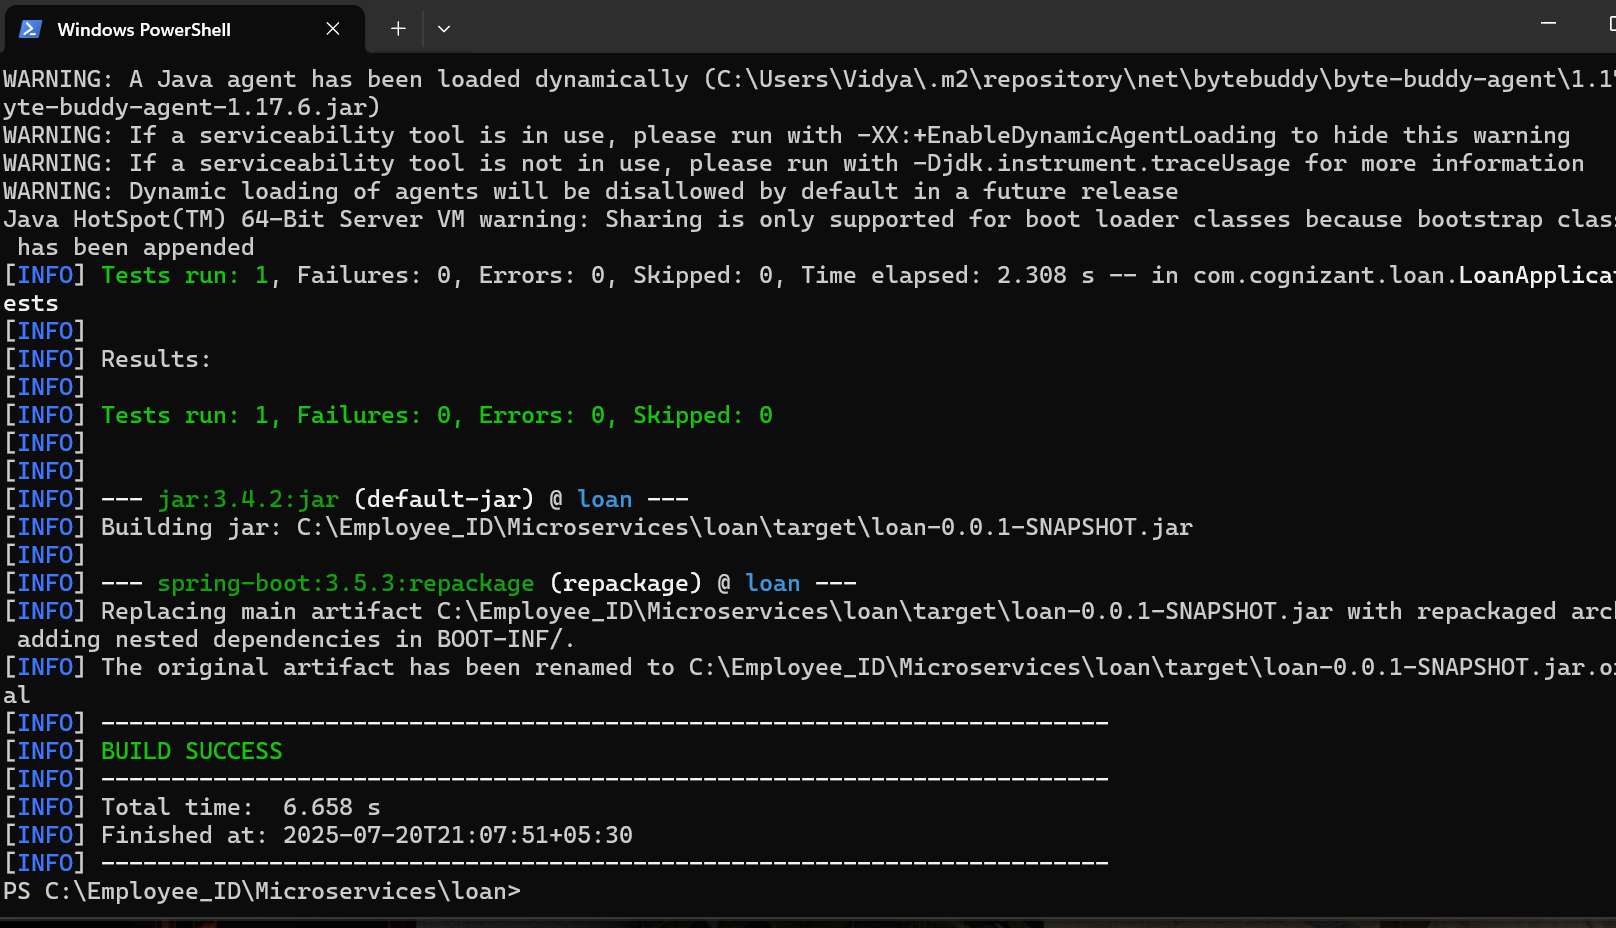 Windows PowerShell
WARNING: A Java agent has been loaded dynamically (C:\Users\Vidya\.m2\repository\net\bytebuddy\byte-buddy-agent\1.1
yte-buddy-agent-1.17.6.jar)
WARNING: If a serviceability tool is in use, please run with -XX:+EnableDynamicAgentLoading to hide this warning
WARNING: If a serviceability tool is not in use, please run with -Djdk.instrument.traceUsage for more information
WARNING: Dynamic loading of agents will be disallowed by default in a future release
Java HotSpot(TM) 64-Bit Server VM warning: Sharing is only supported for boot loader classes because bootstrap clas
has been appended
[INFO] Tests run: 1, Failures: 0, Errors: 0, Skipped: 0, Time elapsed: 2.308 s -- in com.cognizant.loan.LoanApplica
ests
[INFO]
[INFO] Results:
[INFO]
[INFO] Tests run: 1, Failures: 0, Errors: 0, Skipped: 0
[INFO]
[INFO]
[INFO] --- jar:3.4.2:jar (default-jar) @ loan ---
[INFO] Building jar: C:\Employee_ID\Microservices\loan\target\loan-0.0.1-SNAPSHOT.jar
[INFO]
[INFO] --- spring-boot:3.5.3:repackage (repackage) @ loan ---
[INFO] Replacing main artifact C:\Employee_ID\Microservices\loan\target\loan-0.0.1-SNAPSHOT.jar with repackaged arc
adding nested dependencies in BOOT-INF/.
[INFO] The original artifact has been renamed to C:\Employee_ID\Microservices\loan\target\loan-0.0.1-SNAPSHOT.jar.o
al
[INFO] ------------------------------------------------------------------------
[INFO] BUILD SUCCESS
[INFO] ------------------------------------------------------------------------
[INFO] Total time:  6.658 s
[INFO] Finished at: 2025-07-20T21:07:51+05:30
[INFO] ------------------------------------------------------------------------
PS C:\Employee_ID\Microservices\loan>